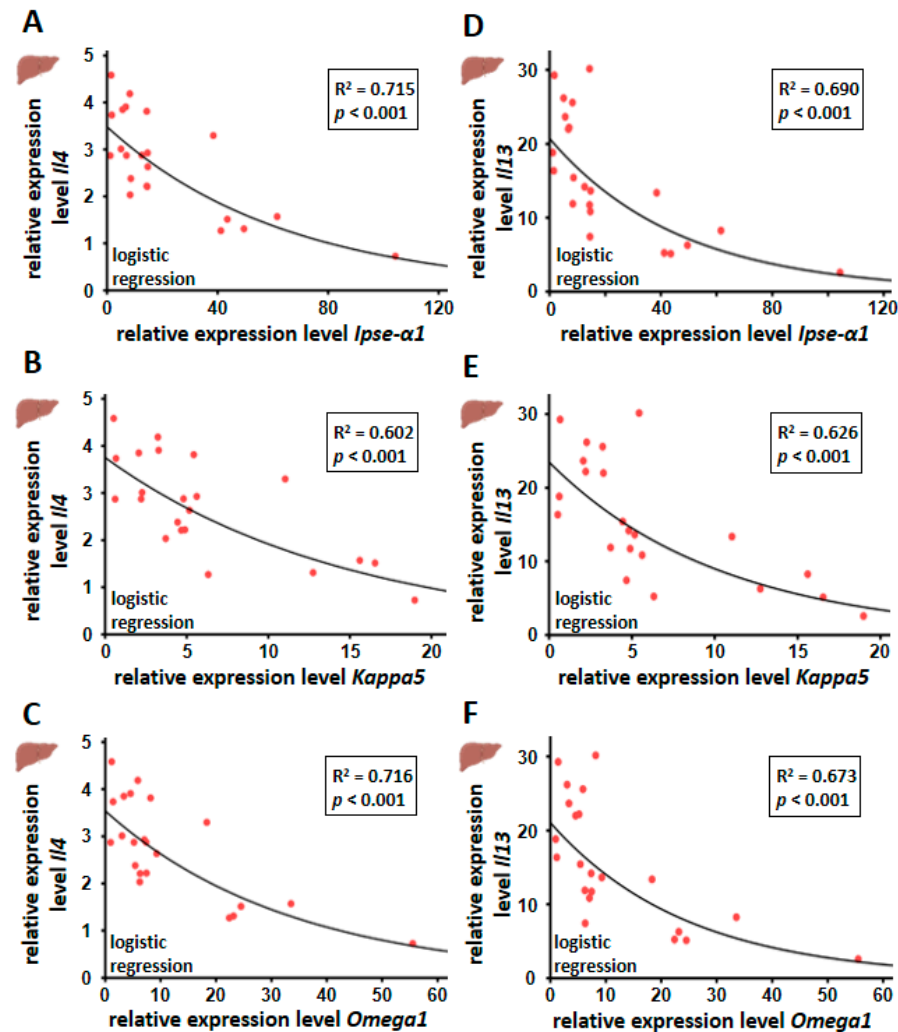 A
5
4
3
2
1
0
relative expression
level Il4
R² = 0.715
p < 0.001
logistic
regression
0 40 80 120
relative expression level Ipse-α1
D
30
20
10
0
relative expression
level Il13
R² = 0.690
p < 0.001
logistic
regression
0 40 80 120
relative expression level Ipse-α1
B
5
4
3
2
1
0
relative expression
level Il4
R² = 0.602
p < 0.001
logistic
regression
0 5 10 15 20
relative expression level Kappa5
E
30
20
10
0
relative expression
level Il13
R² = 0.626
p < 0.001
logistic
regression
0 5 10 15 20
relative expression level Kappa5
C
5
4
3
2
1
0
relative expression
level Il4
R² = 0.716
p < 0.001
logistic
regression
0 10 20 30 40 50 60
relative expression level Omega1
F
30
20
10
0
relative expression
level Il13
R² = 0.673
p < 0.001
logistic
regression
0 10 20 30 40 50 60
relative expression level Omega1